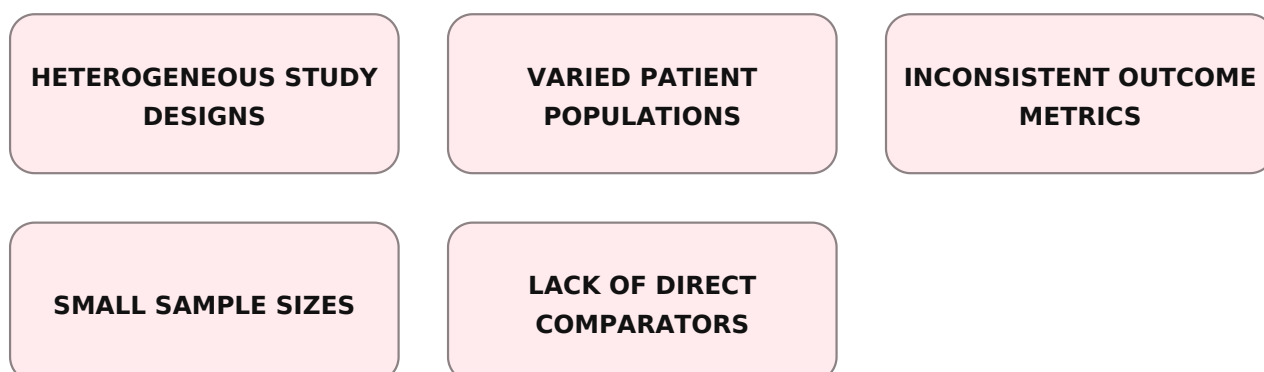 HETEROGENEOUS STUDY
DESIGNS
VARIED PATIENT
POPULATIONS
INCONSISTENT OUTCOME
METRICS
SMALL SAMPLE SIZES
LACK OF DIRECT
COMPARATORS